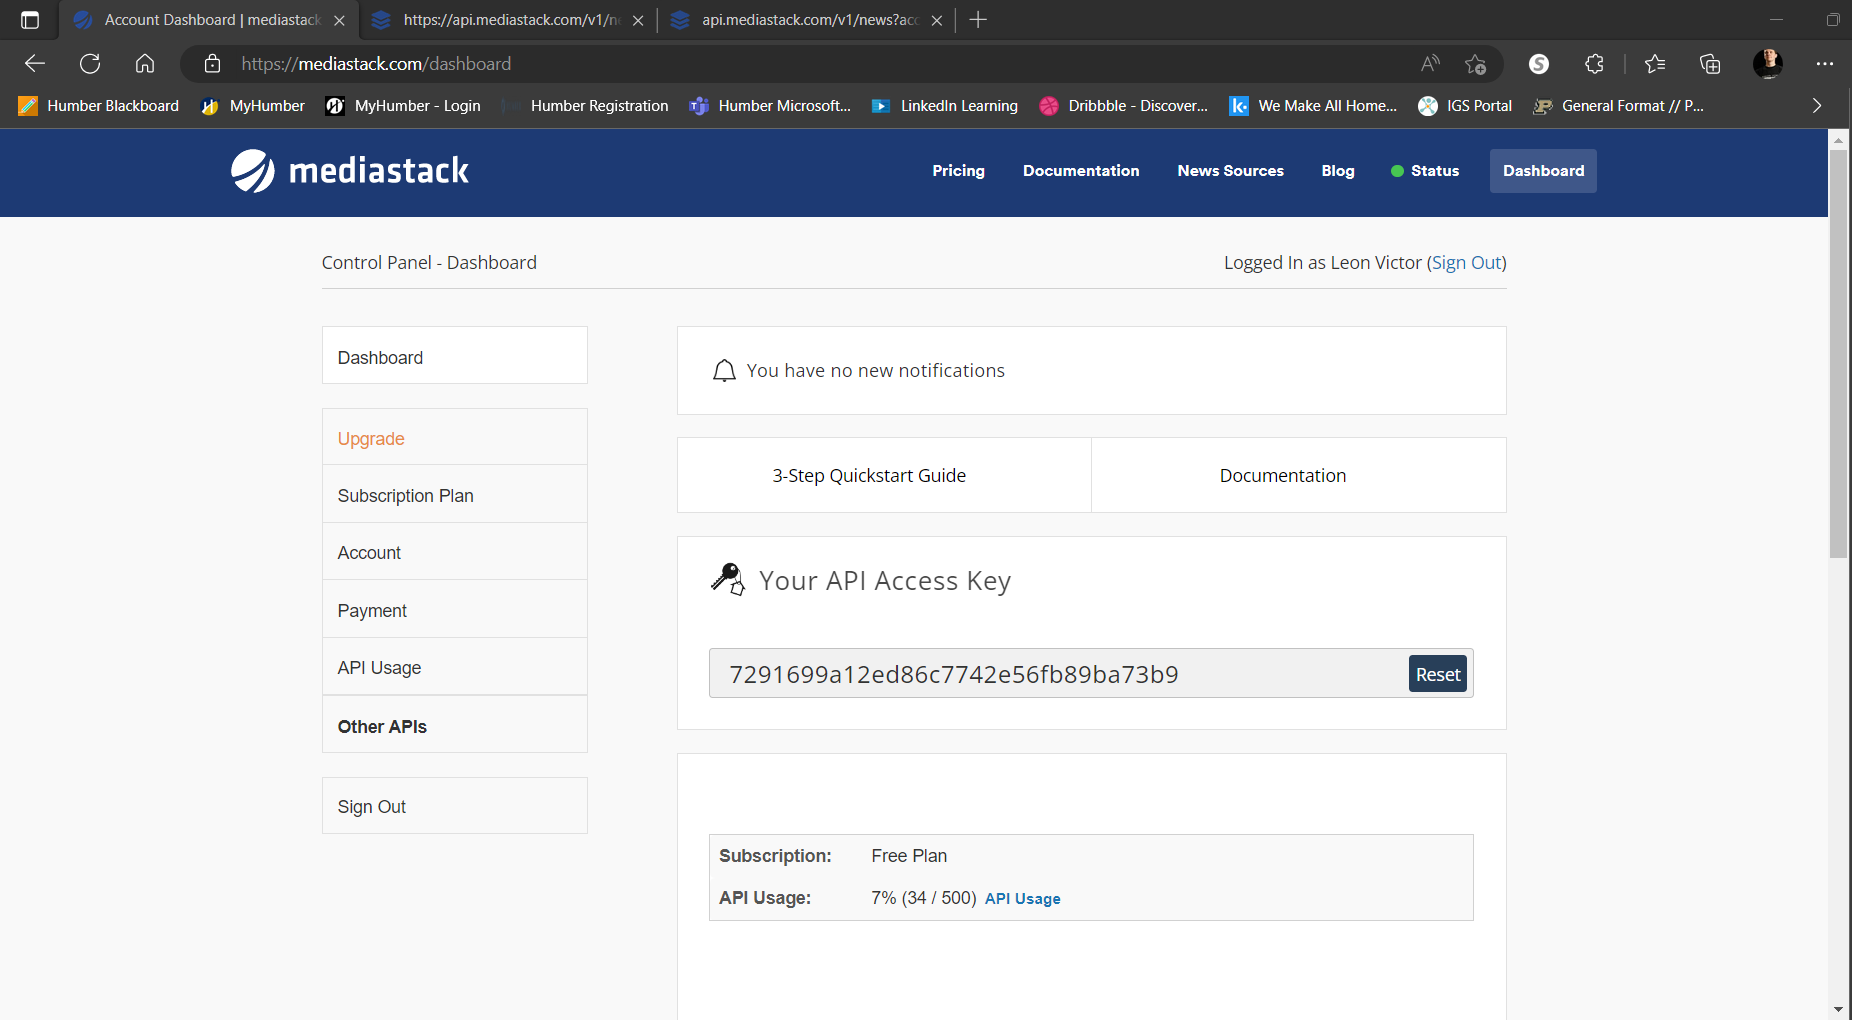 Account Dashboard | mediastack
https://api.mediastack.com/v1/n
api.mediastack.com/v1/news?acc
https://mediastack.com/dashboard
Humber Blackboard
MyHumber
MyHumber - Login
Humber Registration
Humber Microsoft...
LinkedIn Learning
Dribbble - Discover...
We Make All Home...
IGS Portal
General Format // P...
mediastack
Pricing
Documentation
News Sources
Blog
Status
Dashboard
Control Panel - Dashboard
Logged In as Leon Victor (Sign Out)
Dashboard
Upgrade
Subscription Plan
Account
Payment
API Usage
Other APIs
Sign Out
You have no new notifications
3-Step Quickstart Guide
Documentation
Your API Access Key
7291699a12ed86c7742e56fb89ba73b9
Reset
Subscription: Free Plan
API Usage: 7% (34 / 500) API Usage